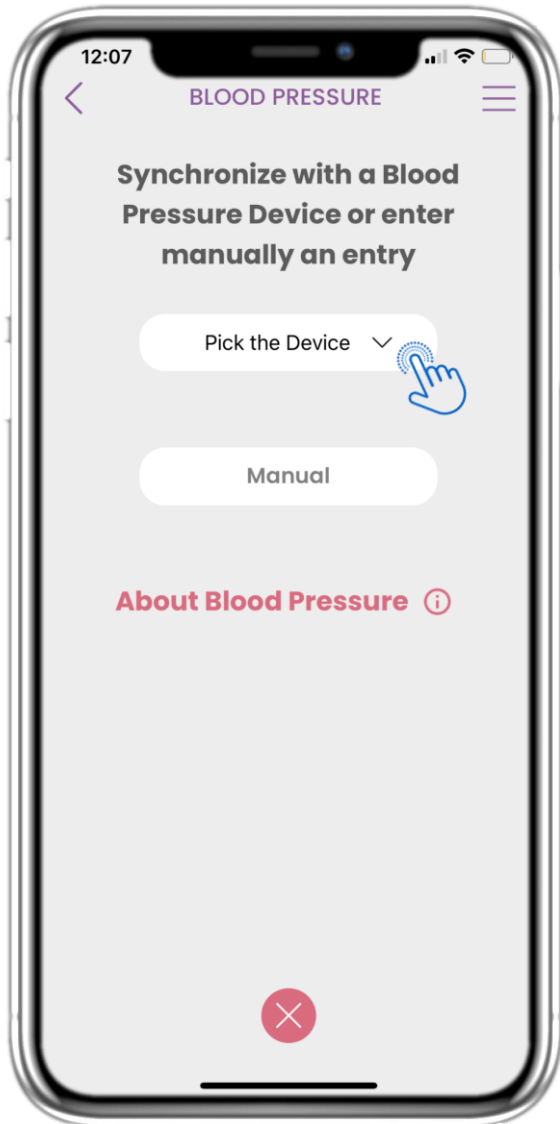 12:07
BLOOD PRESSURE
Synchronize with a Blood
Pressure Device or enter
manually an entry
Pick the Device
Manual
About Blood Pressure